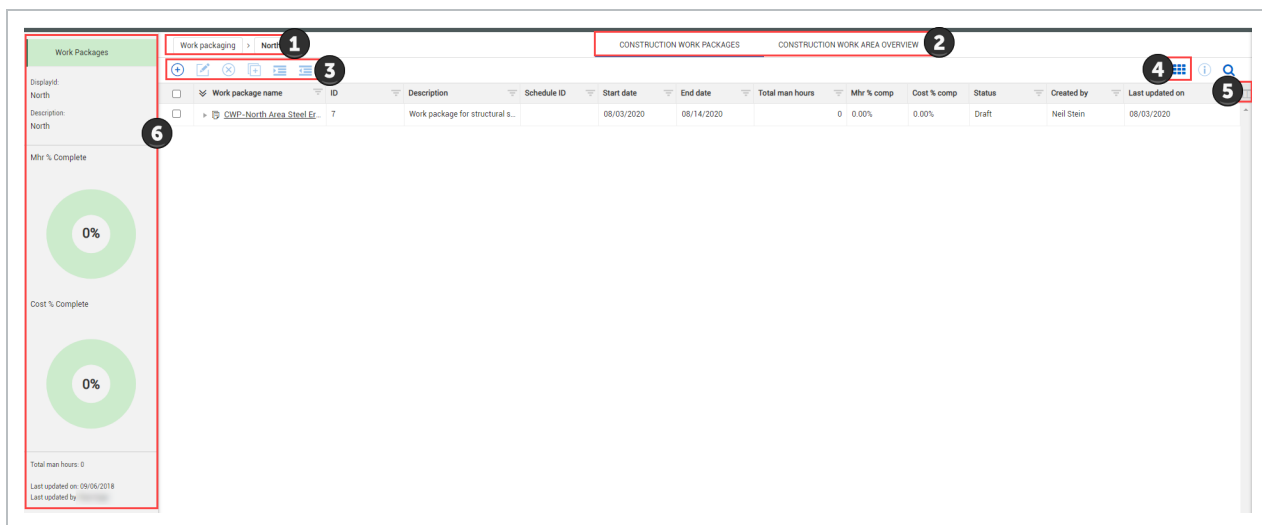 Work Packages
DisplayId:
North
Description:
North
6
Mhr % Complete
0%
Cost % Complete
0%
Total man hours: 0
Last updated on: 09/06/2018
Last updated by
Work packaging > North
1
CONSTRUCTION WORK PACKAGES CONSTRUCTION WORK AREA OVERVIEW
2
3
4
5
Work package name ID Description Schedule ID Start date End date Total man hours Mhr % comp Cost % comp Status Created by Last updated on
CWP-North Area Steel Er... 7 Work package for structural s... 08/03/2020 08/14/2020 0 0.00% 0.00% Draft Neil Stein 08/03/2020